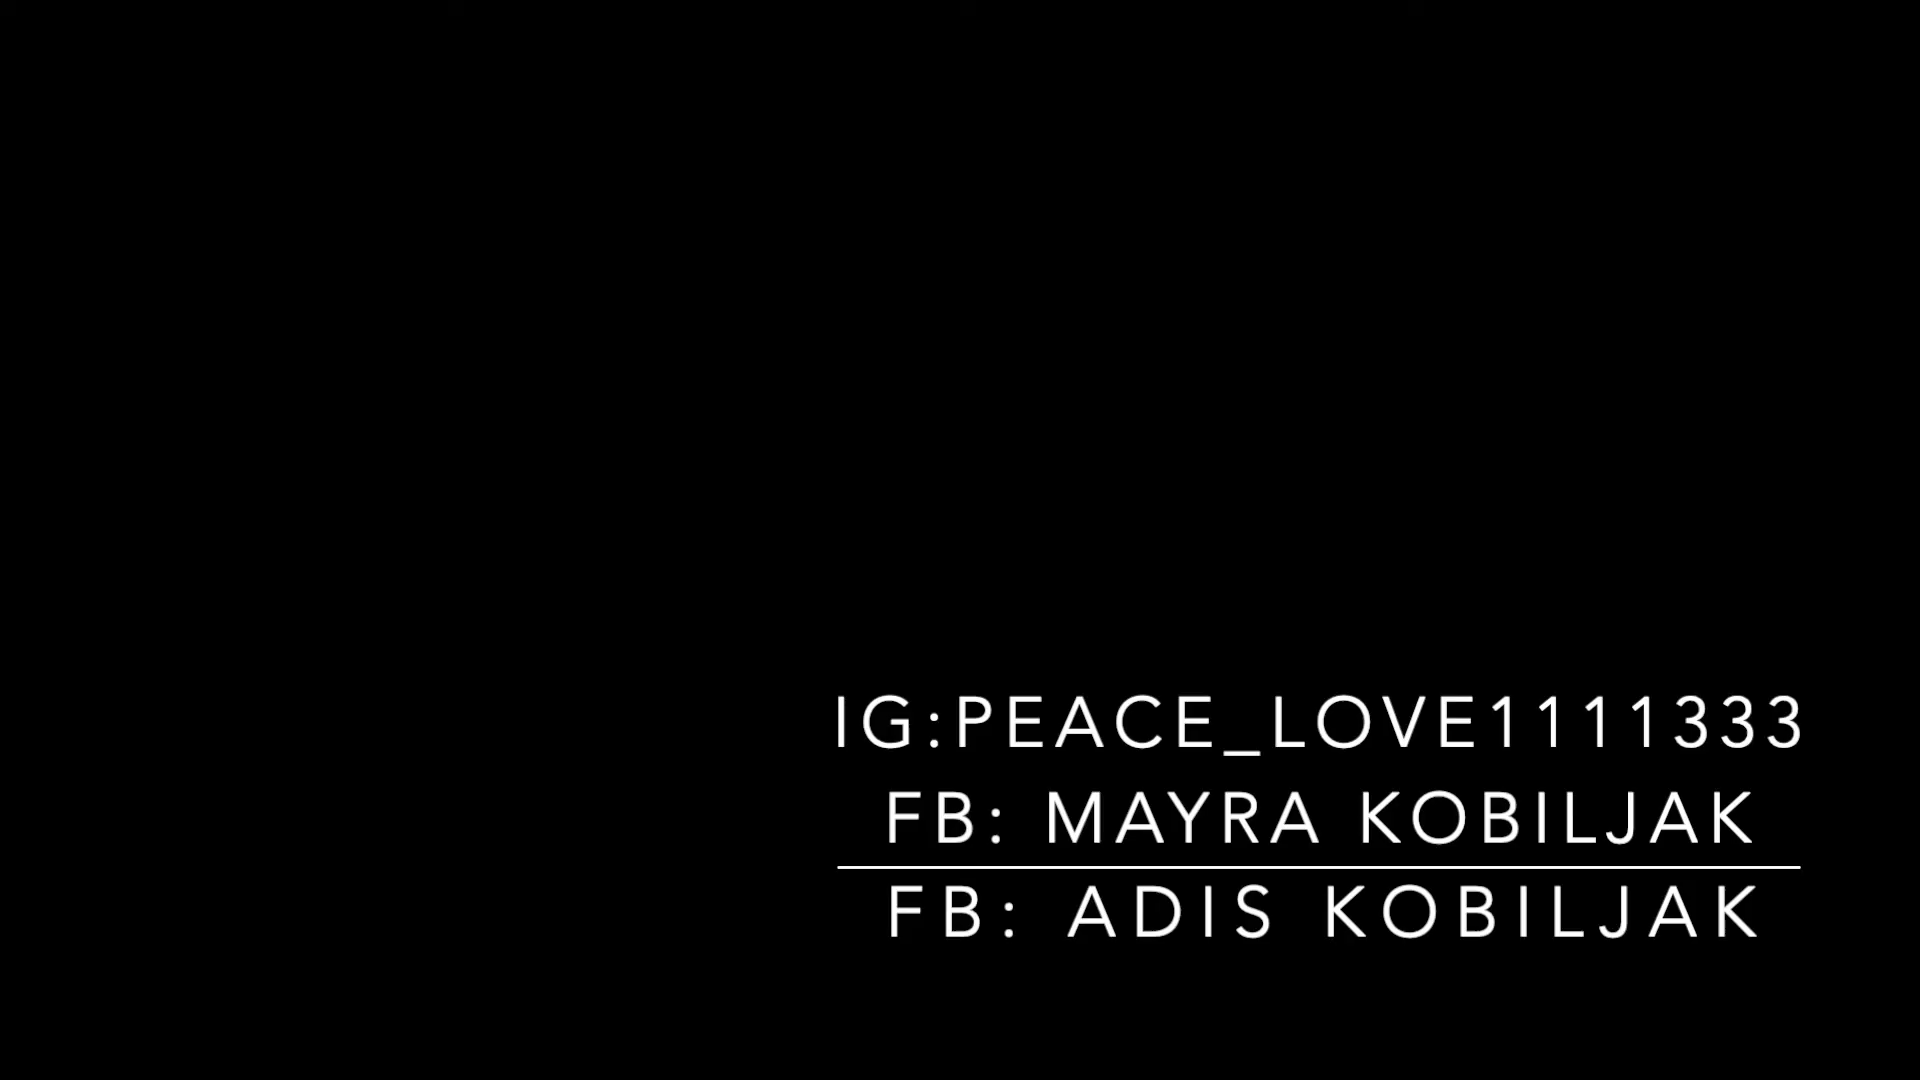 IG:PEACE_LOVE1111333
FB: MAYRA KOBILJAK
FB: ADIS KOBILJAK